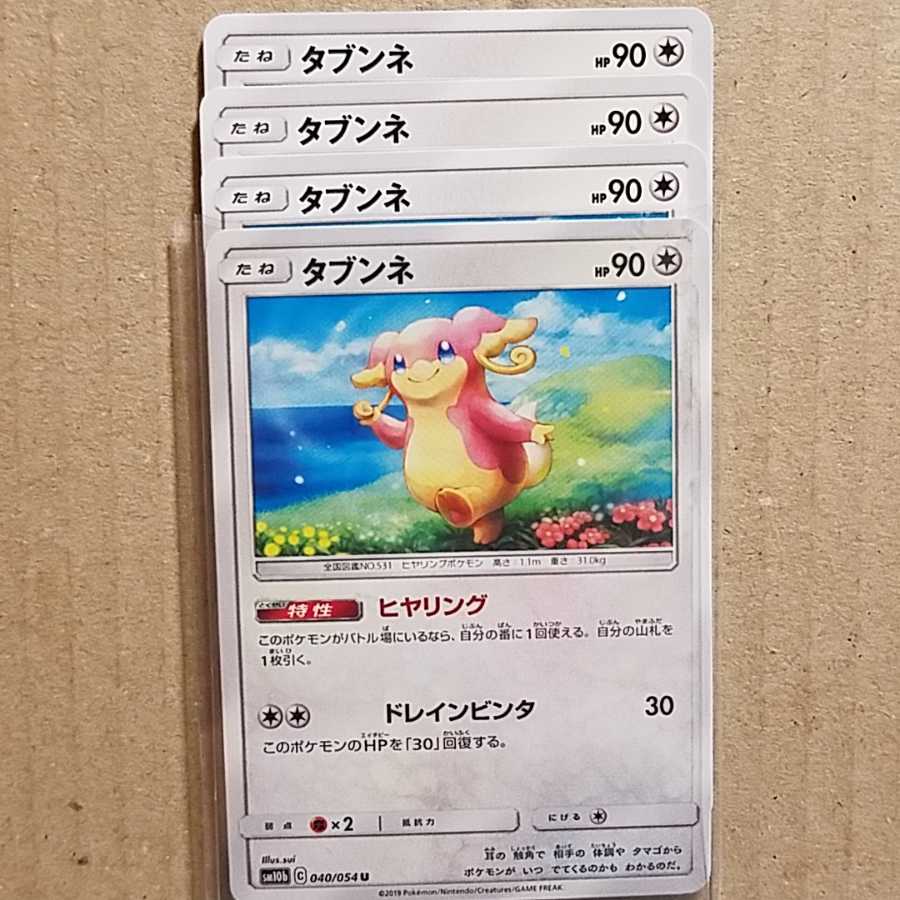 たね タブンネ HP90
たね タブンネ HP90
たね タブンネ HP90
たね タブンネ HP90
全国図鑑NO.531 ヒヤリングポケモン 高さ:1.1m 重さ:31.0kg
特性 ヒヤリング
このポケモンがバトル場にいるなら、自分の番に1回使える。自分の山札を
1枚引く。
ドレインビンタ 30
このポケモンのHPを「30」回復する。
弱点 ×2 抵抗力 にげる
耳の 触角で 相手の 体調や タマゴから
ポケモンが いつ でてくるのかも わかるのだ。
Illus.sui
sm10b C 040/054 U
©2019 Pokémon/Nintendo/Creatures/GAME FREAK.